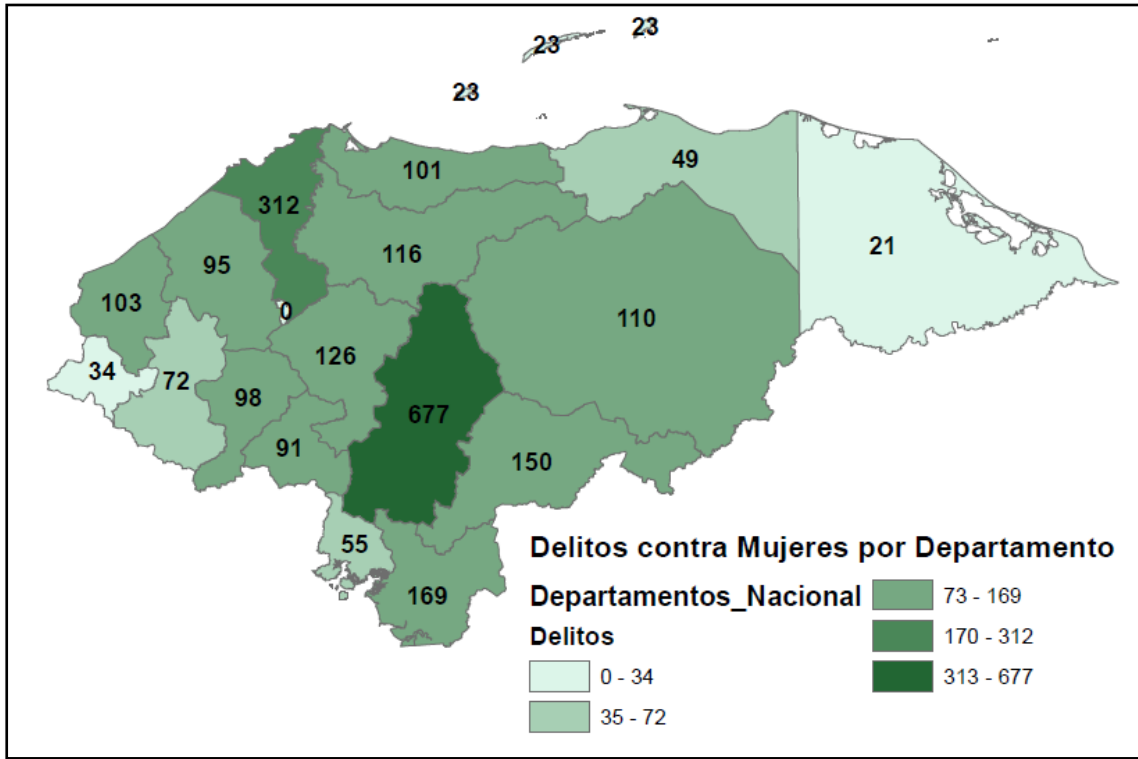 23
23
23
101
49
312
116
95
21
103
0
110
126
34
72
98
677
91
150
55
169
Delitos contra Mujeres por Departamento
Departamentos_Nacional
Delitos
0 - 34
35 - 72
73 - 169
170 - 312
313 - 677